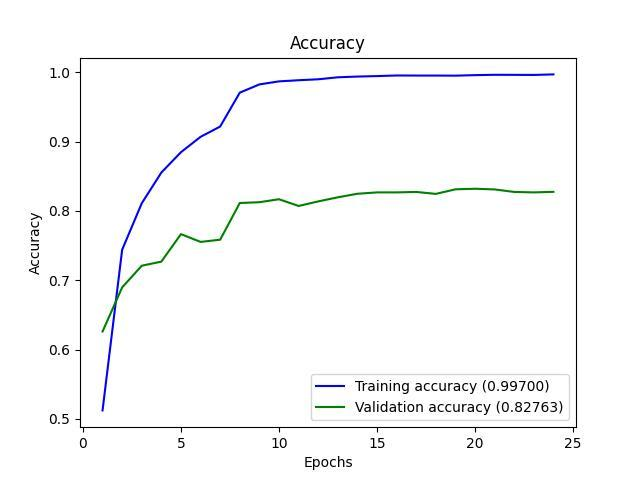 Accuracy
1.0
0.9
0.8
0.7
0.6
0.5
Accuracy
Training accuracy (0.99700)
Validation accuracy (0.82763)
0 5 10 15 20 25
Epochs